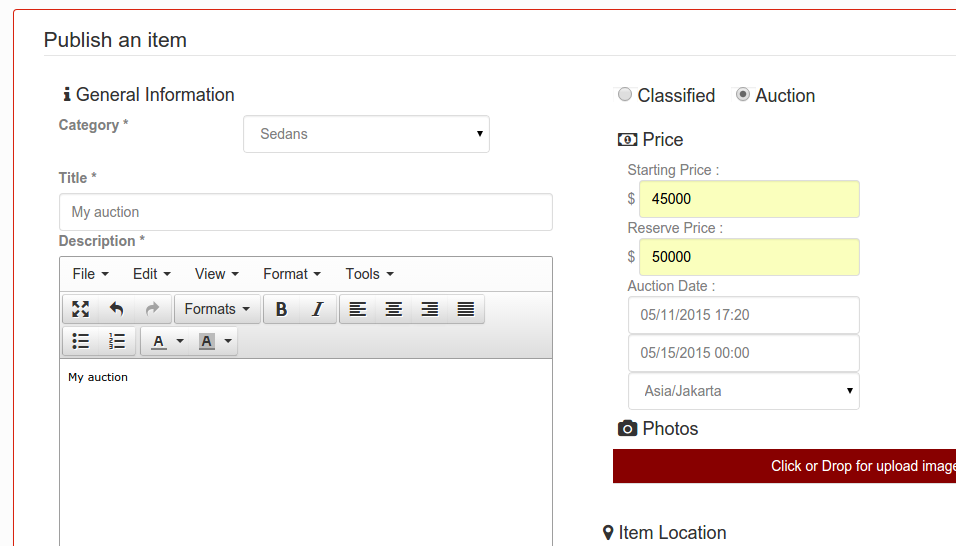 Publish an item
General Information
Category *
Sedans
Title *
My auction
Description *
File Edit View Format Tools
Formats B I
A A
My auction
Classified Auction
Price
Starting Price :
$ 45000
Reserve Price :
$ 50000
Auction Date :
05/11/2015 17:20
05/15/2015 00:00
Asia/Jakarta
Photos
Click or Drop for upload image
Item Location